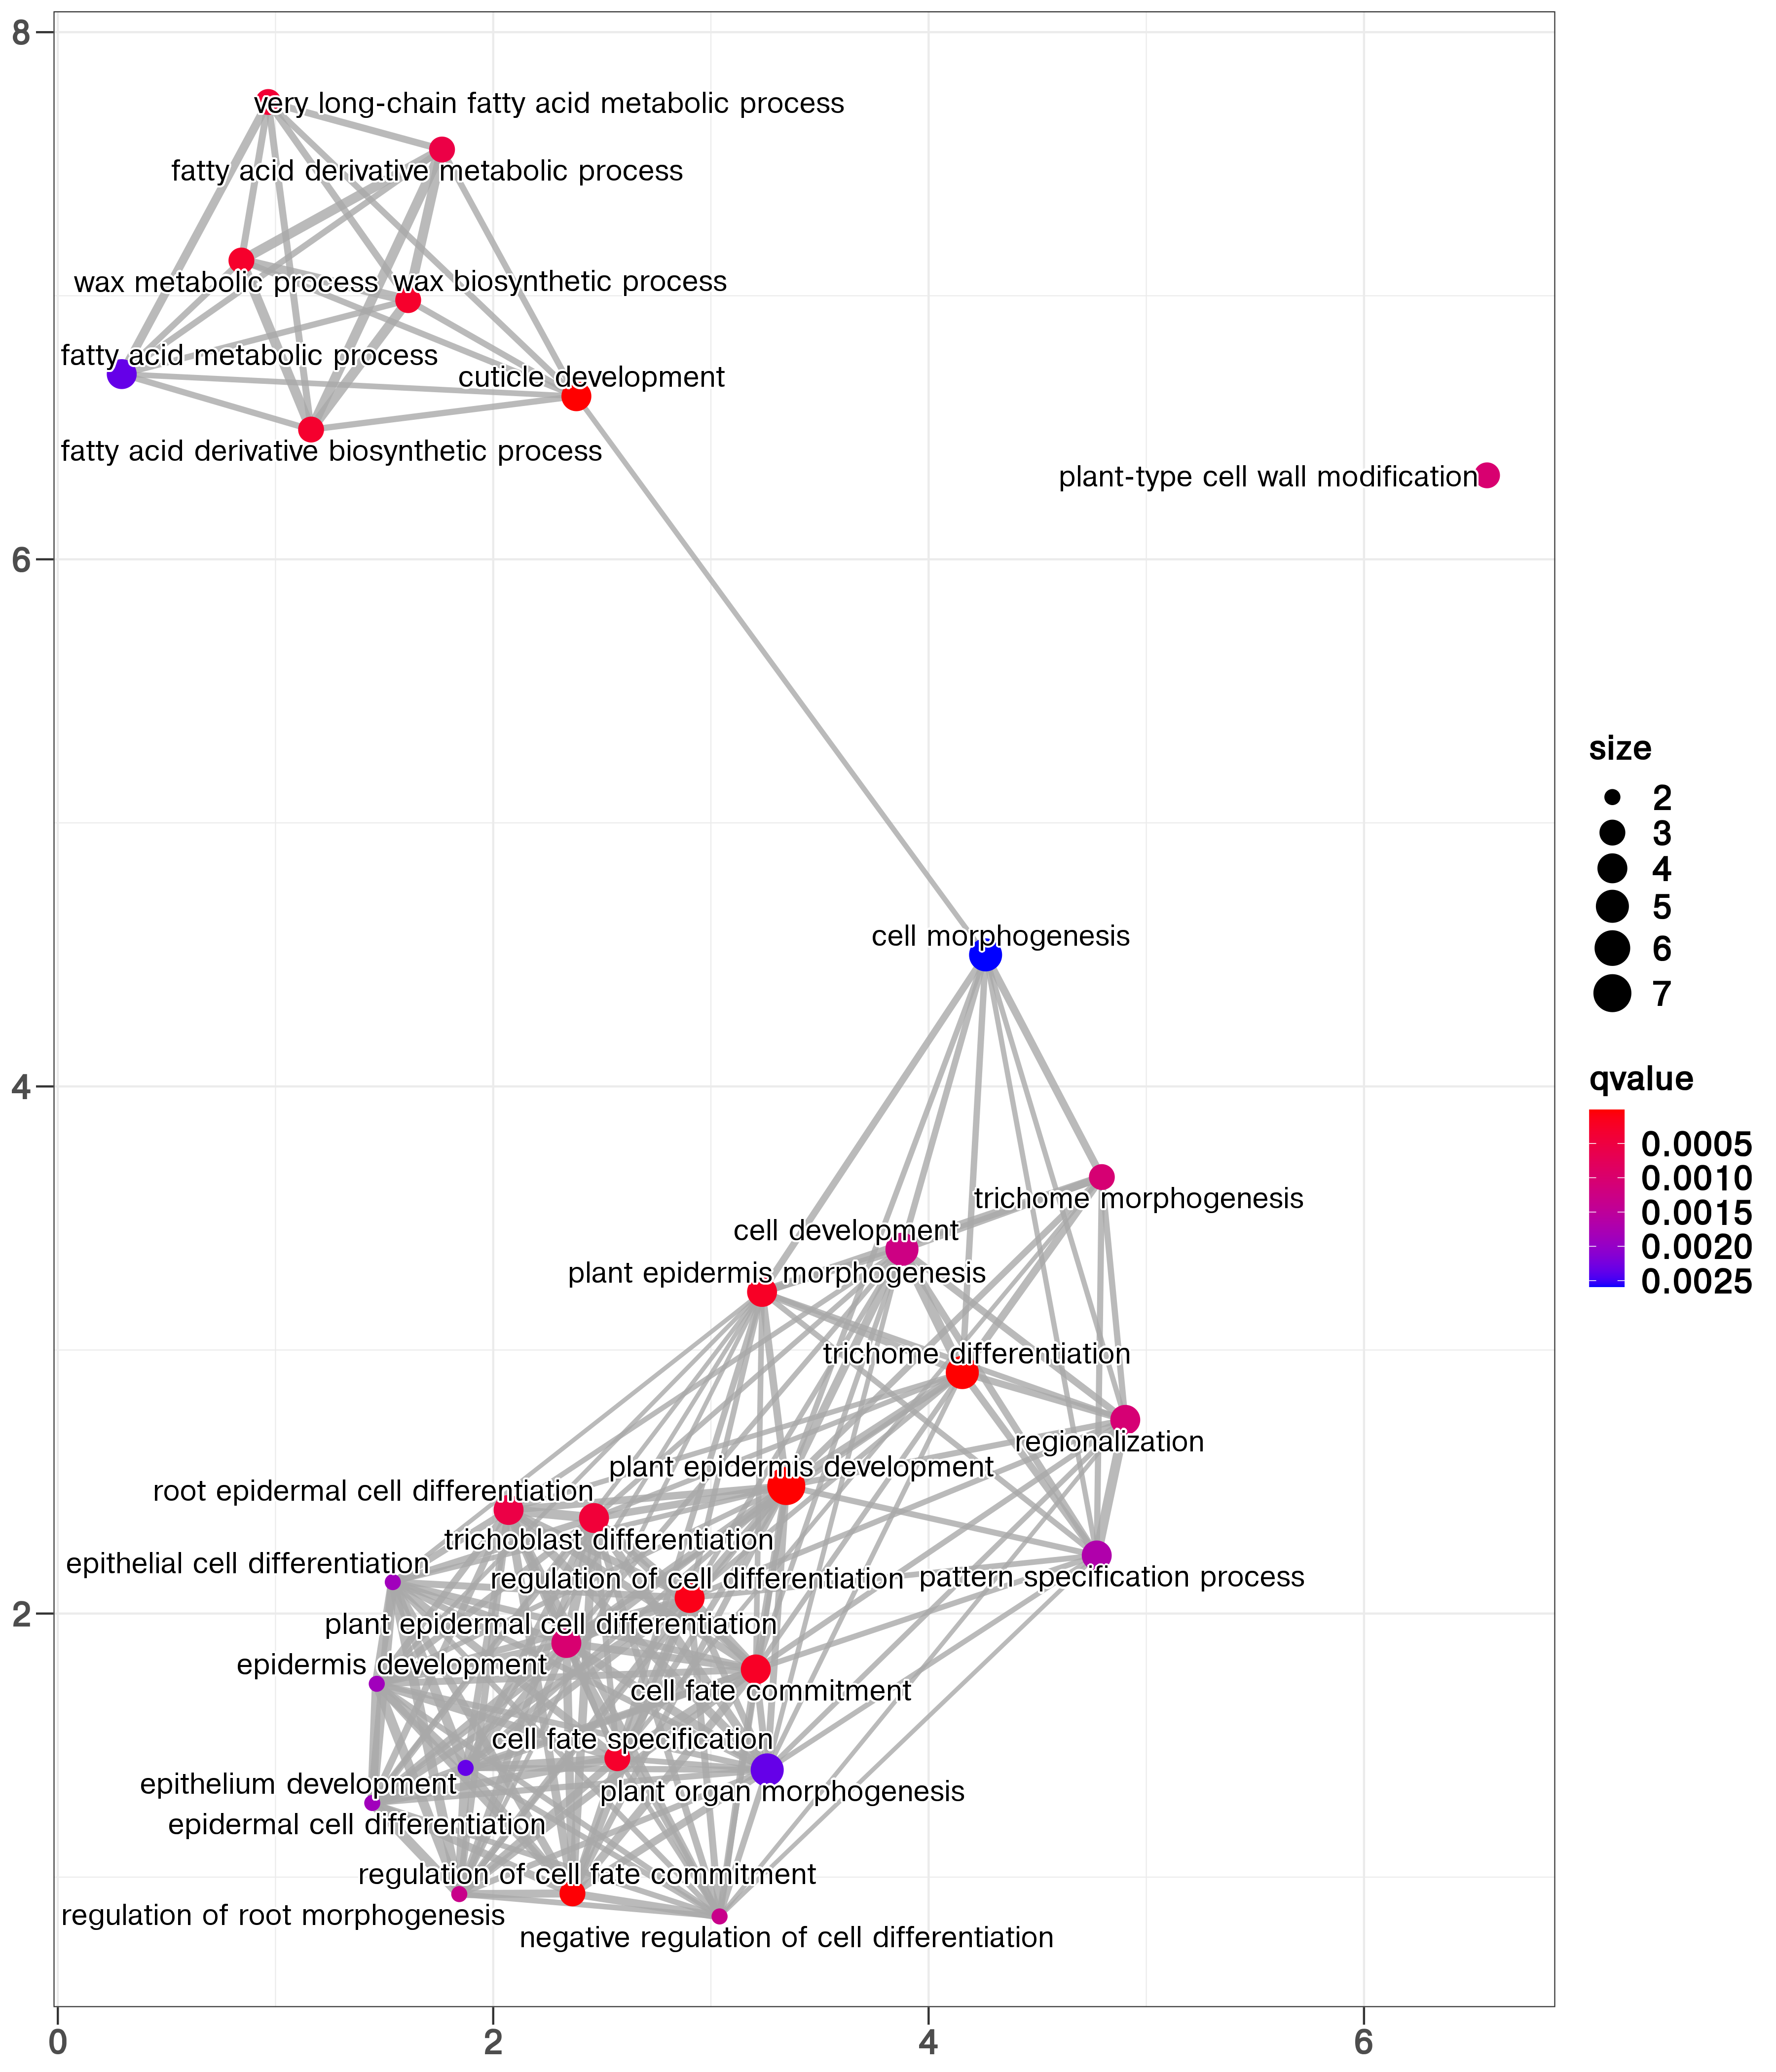 8
very long-chain fatty acid metabolic process
fatty acid derivative metabolic process
wax metabolic process
wax biosynthetic process
fatty acid metabolic process
cuticle development
fatty acid derivative biosynthetic process
plant-type cell wall modification
6
cell morphogenesis
4
trichome morphogenesis
cell development
plant epidermis morphogenesis
trichome differentiation
regionalization
plant epidermis development
root epidermal cell differentiation
trichoblast differentiation
epithelial cell differentiation
regulation of cell differentiation
pattern specification process
2
plant epidermal cell differentiation
epidermis development
cell fate commitment
cell fate specification
epithelium development
plant organ morphogenesis
epidermal cell differentiation
regulation of cell fate commitment
regulation of root morphogenesis
negative regulation of cell differentiation
0
2
4
6
size
2
3
4
5
6
7
qvalue
0.0005
0.0010
0.0015
0.0020
0.0025